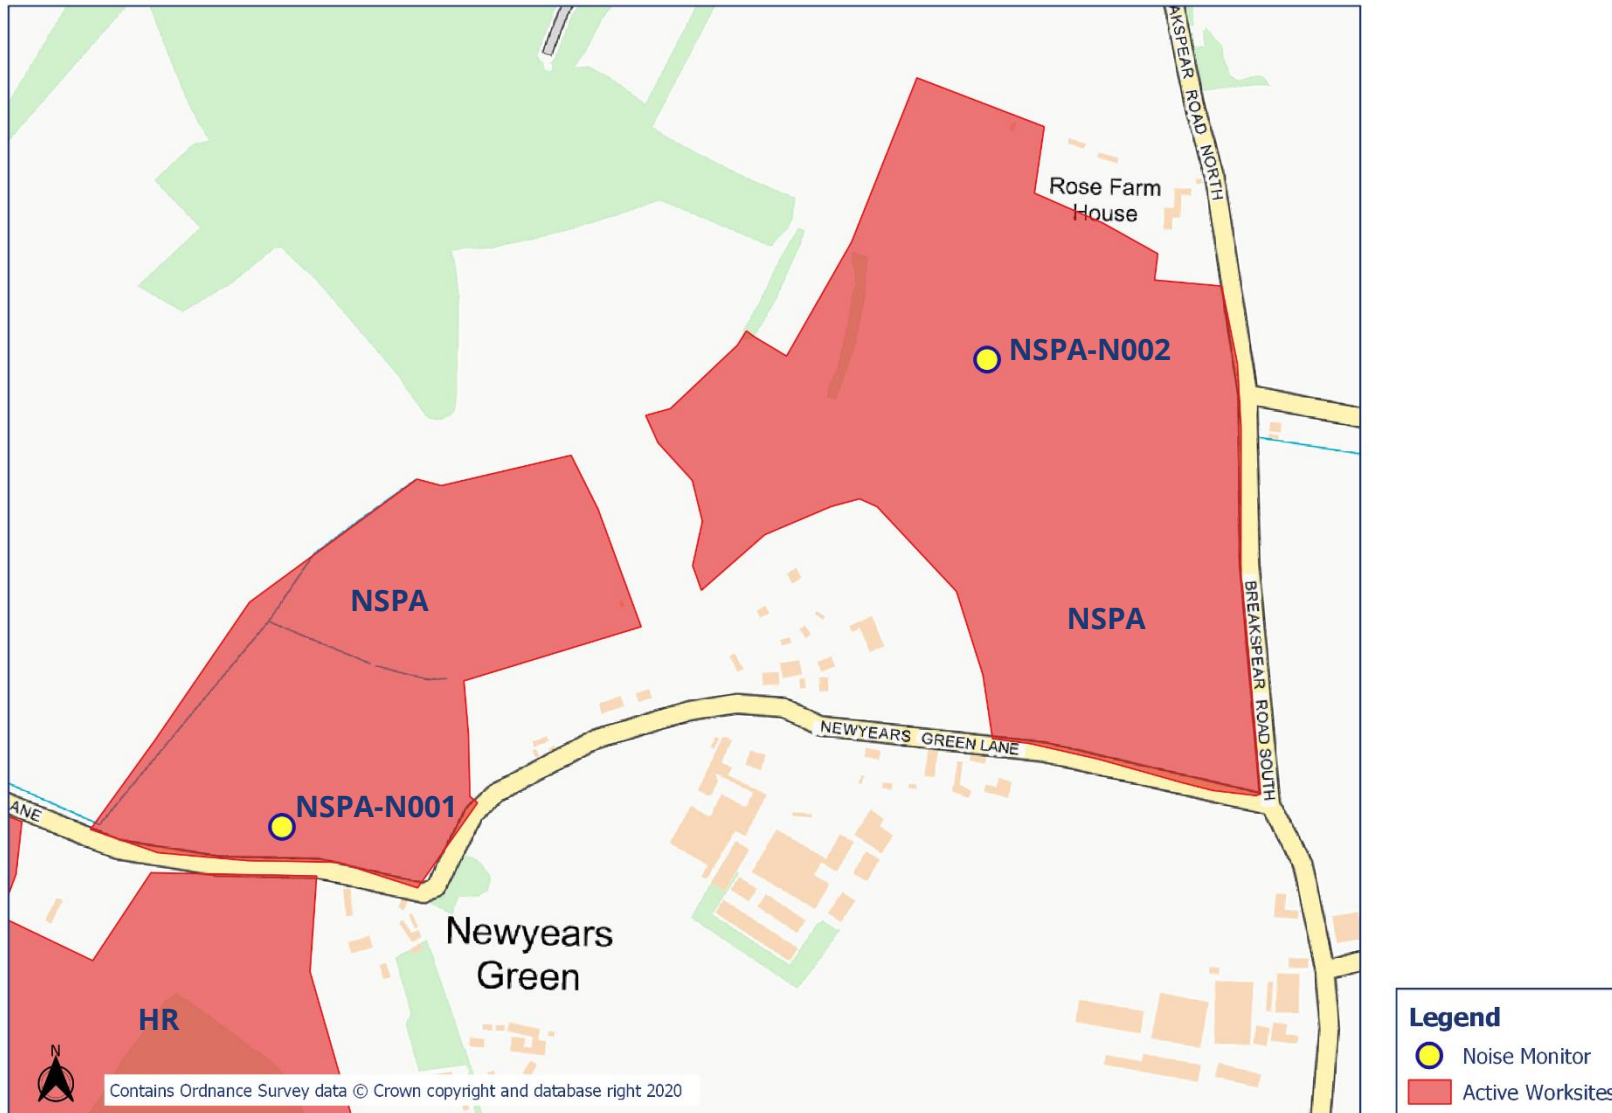 AKSPEAR ROAD NORTH
Rose Farm
House
NSPA-N002
NSPA
NSPA
BREAKSPEAR ROAD SOUTH
NEWYEARS GREEN LANE
NSPA-N001
ANE
Newyears
Green
HR
N
Contains Ordnance Survey data © Crown copyright and database right 2020
Legend
Noise Monitor
Active Worksites